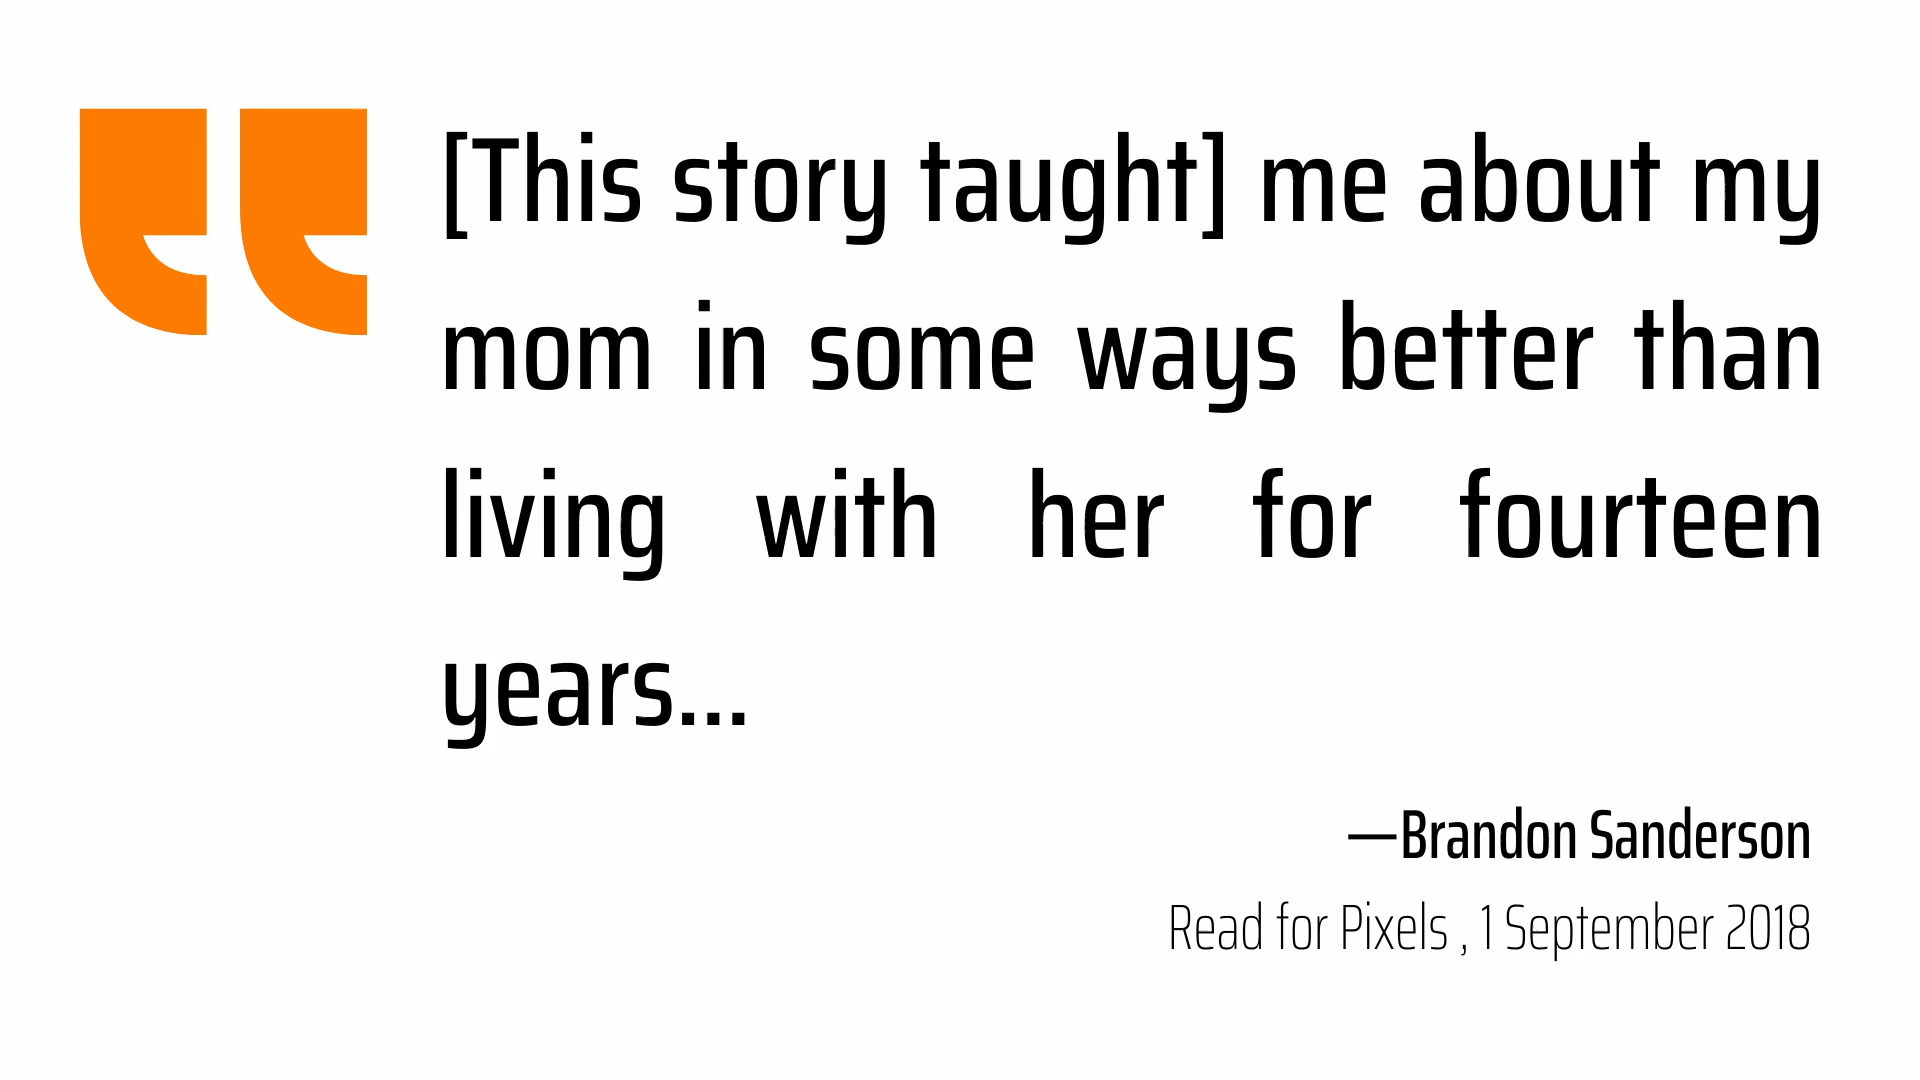 [This story taught] me about my
mom in some ways better than
living with her for fourteen
years...
—Brandon Sanderson
Read for Pixels , 1 September 2018